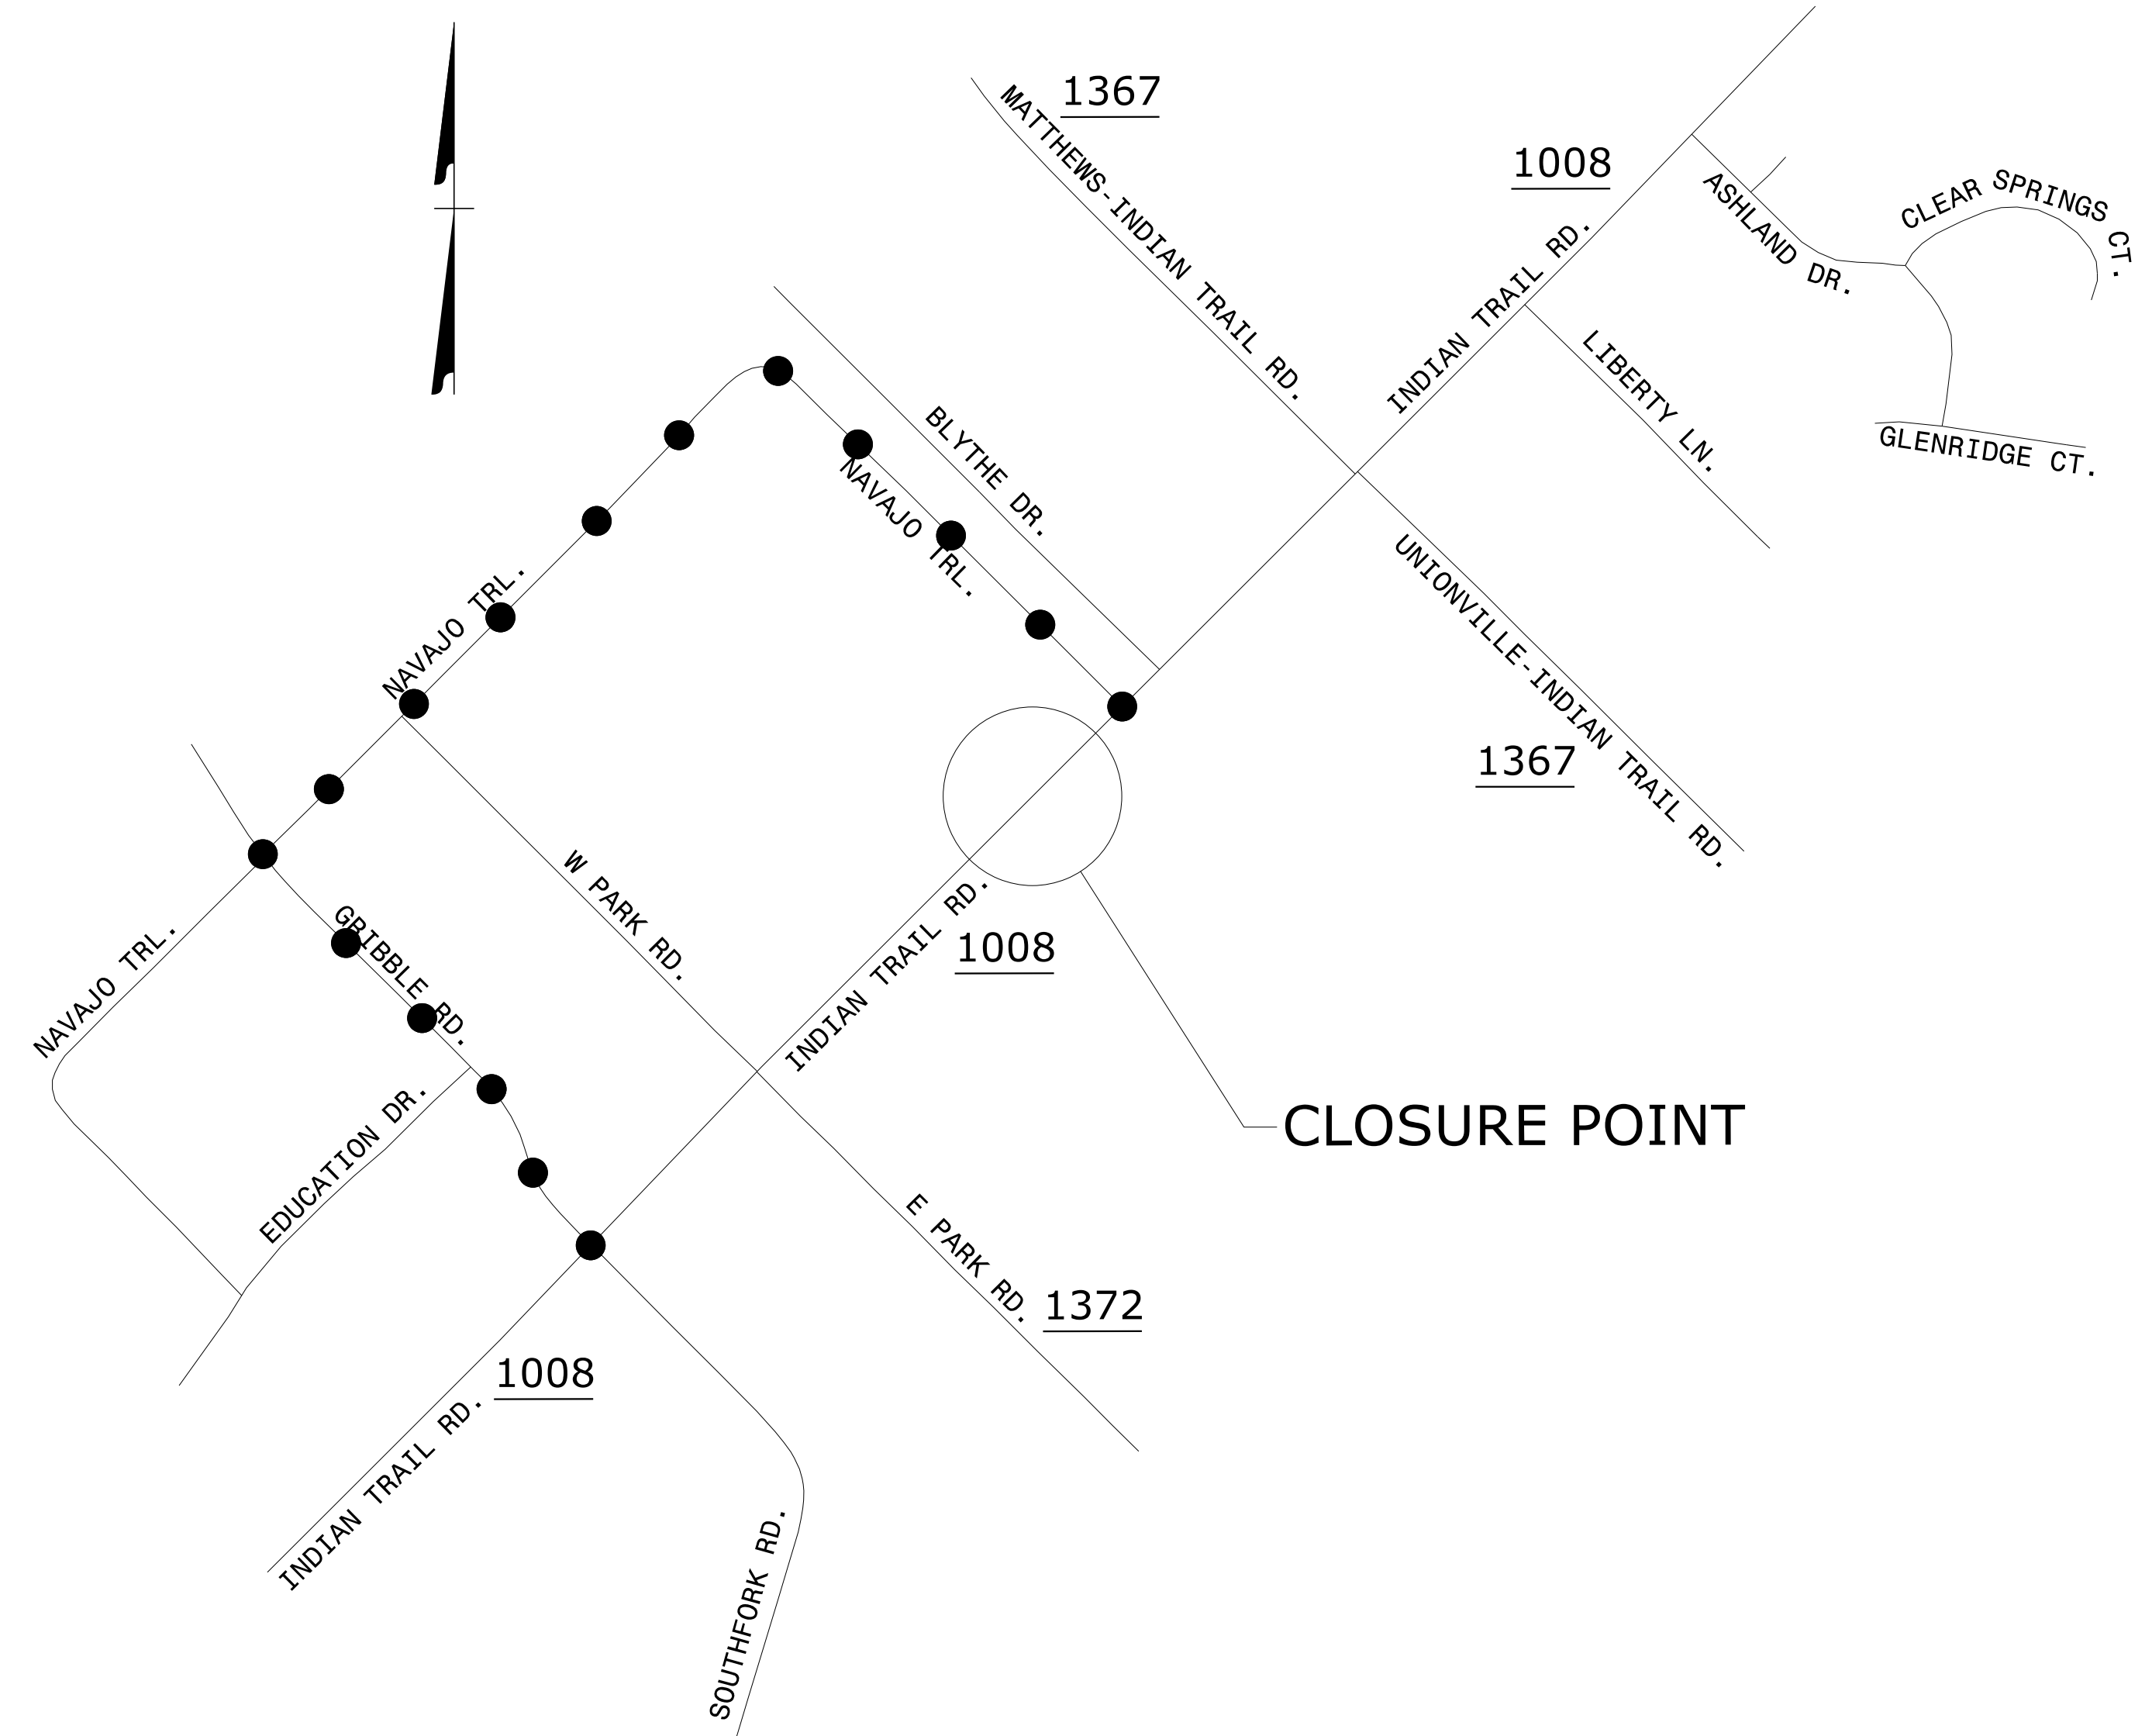 1367
MATTHEWS-INDIAN TRAIL RD.
1008
INDIAN TRAIL RD.
ASHLAND DR.
CLEAR SPRINGS CT.
LIBERTY LN.
GLENRIDGE CT.
BLYTHE DR.
NAVAJO TRL.
NAVAJO TRL.
UNIONVILLE-INDIAN TRAIL RD.
1367
W PARK RD.
GRIBBLE RD.
NAVAJO TRL.
INDIAN TRAIL RD.
1008
EDUCATION DR.
CLOSURE POINT
E PARK RD.
1372
1008
INDIAN TRAIL RD.
SOUTHFORK RD.